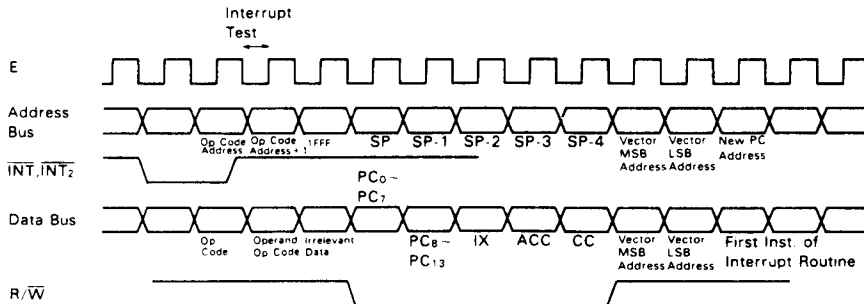 Interrupt
Test
E
Address
Bus
Op Code
Address
Op Code
Address + 1
1FFF
SP
SP-1
SP-2
SP-3
SP-4
Vector
MSB
Address
Vector
LSB
Address
New PC
Address
INT, INT₂
PC₀ ~
PC₇
Data Bus
Op
Code
Operand
Op Code
Irrelevant
Data
PC₈ ~
PC₁₃
IX
ACC
CC
Vector
MSB
Address
Vector
LSB
Address
First Inst. of
Interrupt Routine
R/W